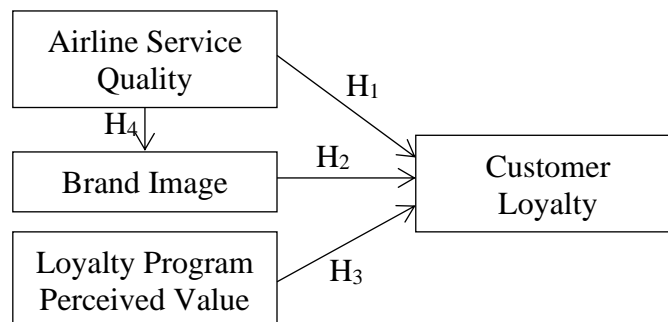 Airline Service
Quality
H1
H4
Brand Image
H2
Customer
Loyalty
Loyalty Program
Perceived Value
H3